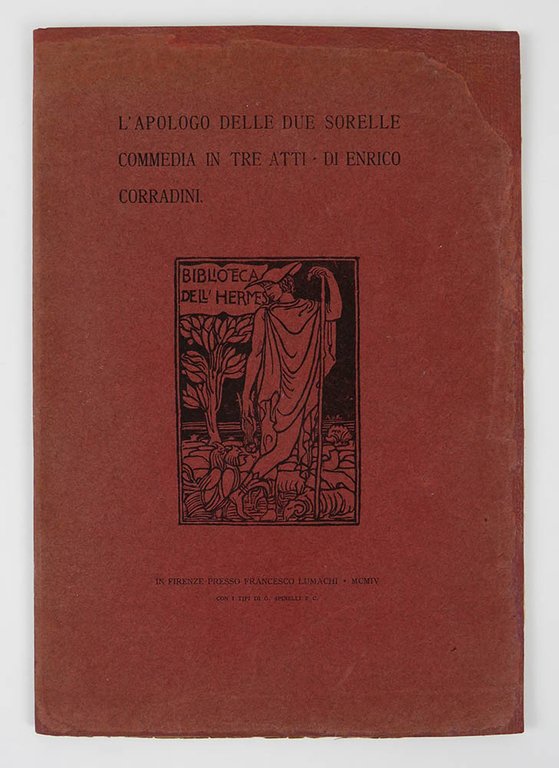 L'APOLOGO DELLE DUE SORELLE
COMMEDIA IN TRE ATTI · DI ENRICO
CORRADINI.
BIBLIOTECA
DELL' HERMES
IN FIRENZE PRESSO FRANCESCO LUMACHI · MCMIV
CON I TIPI DI G. SPINELLI E C.